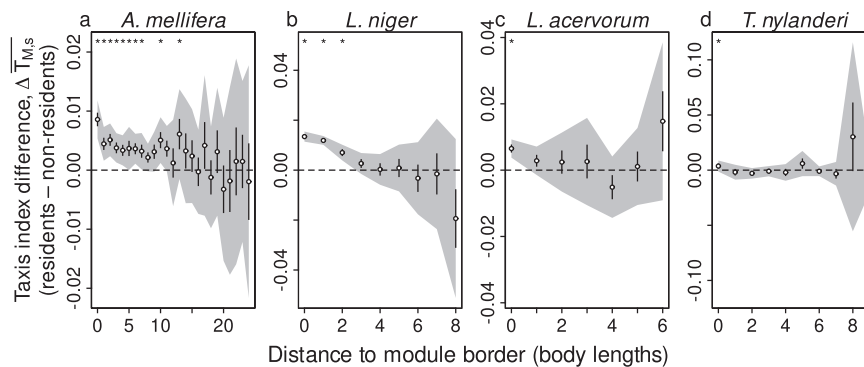 a A. mellifera b L. niger c L. acervorum d T. nylanderi
Taxis index difference, Δ T̅M,s
(residents – non-residents)
********* * *
* * *
*
*
0.02
0.01
0.00
-0.01
-0.02
0.04
0.00
-0.04
0.04
0.02
0.00
-0.02
-0.04
0.10
0.05
0.00
-0.10
0 5 10 20
0 2 4 6 8
0 2 4 6
0 2 4 6 8
Distance to module border (body lengths)